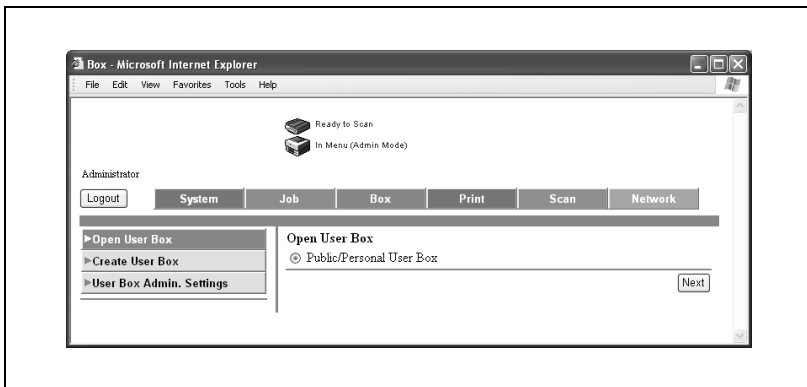 Box - Microsoft Internet Explorer
File Edit View Favorites Tools Help
Ready to Scan
In Menu (Admin Mode)
Administrator
Logout System Job Box Print Scan Network
Open User Box
Create User Box
User Box Admin. Settings
Open User Box
Public/Personal User Box
Next